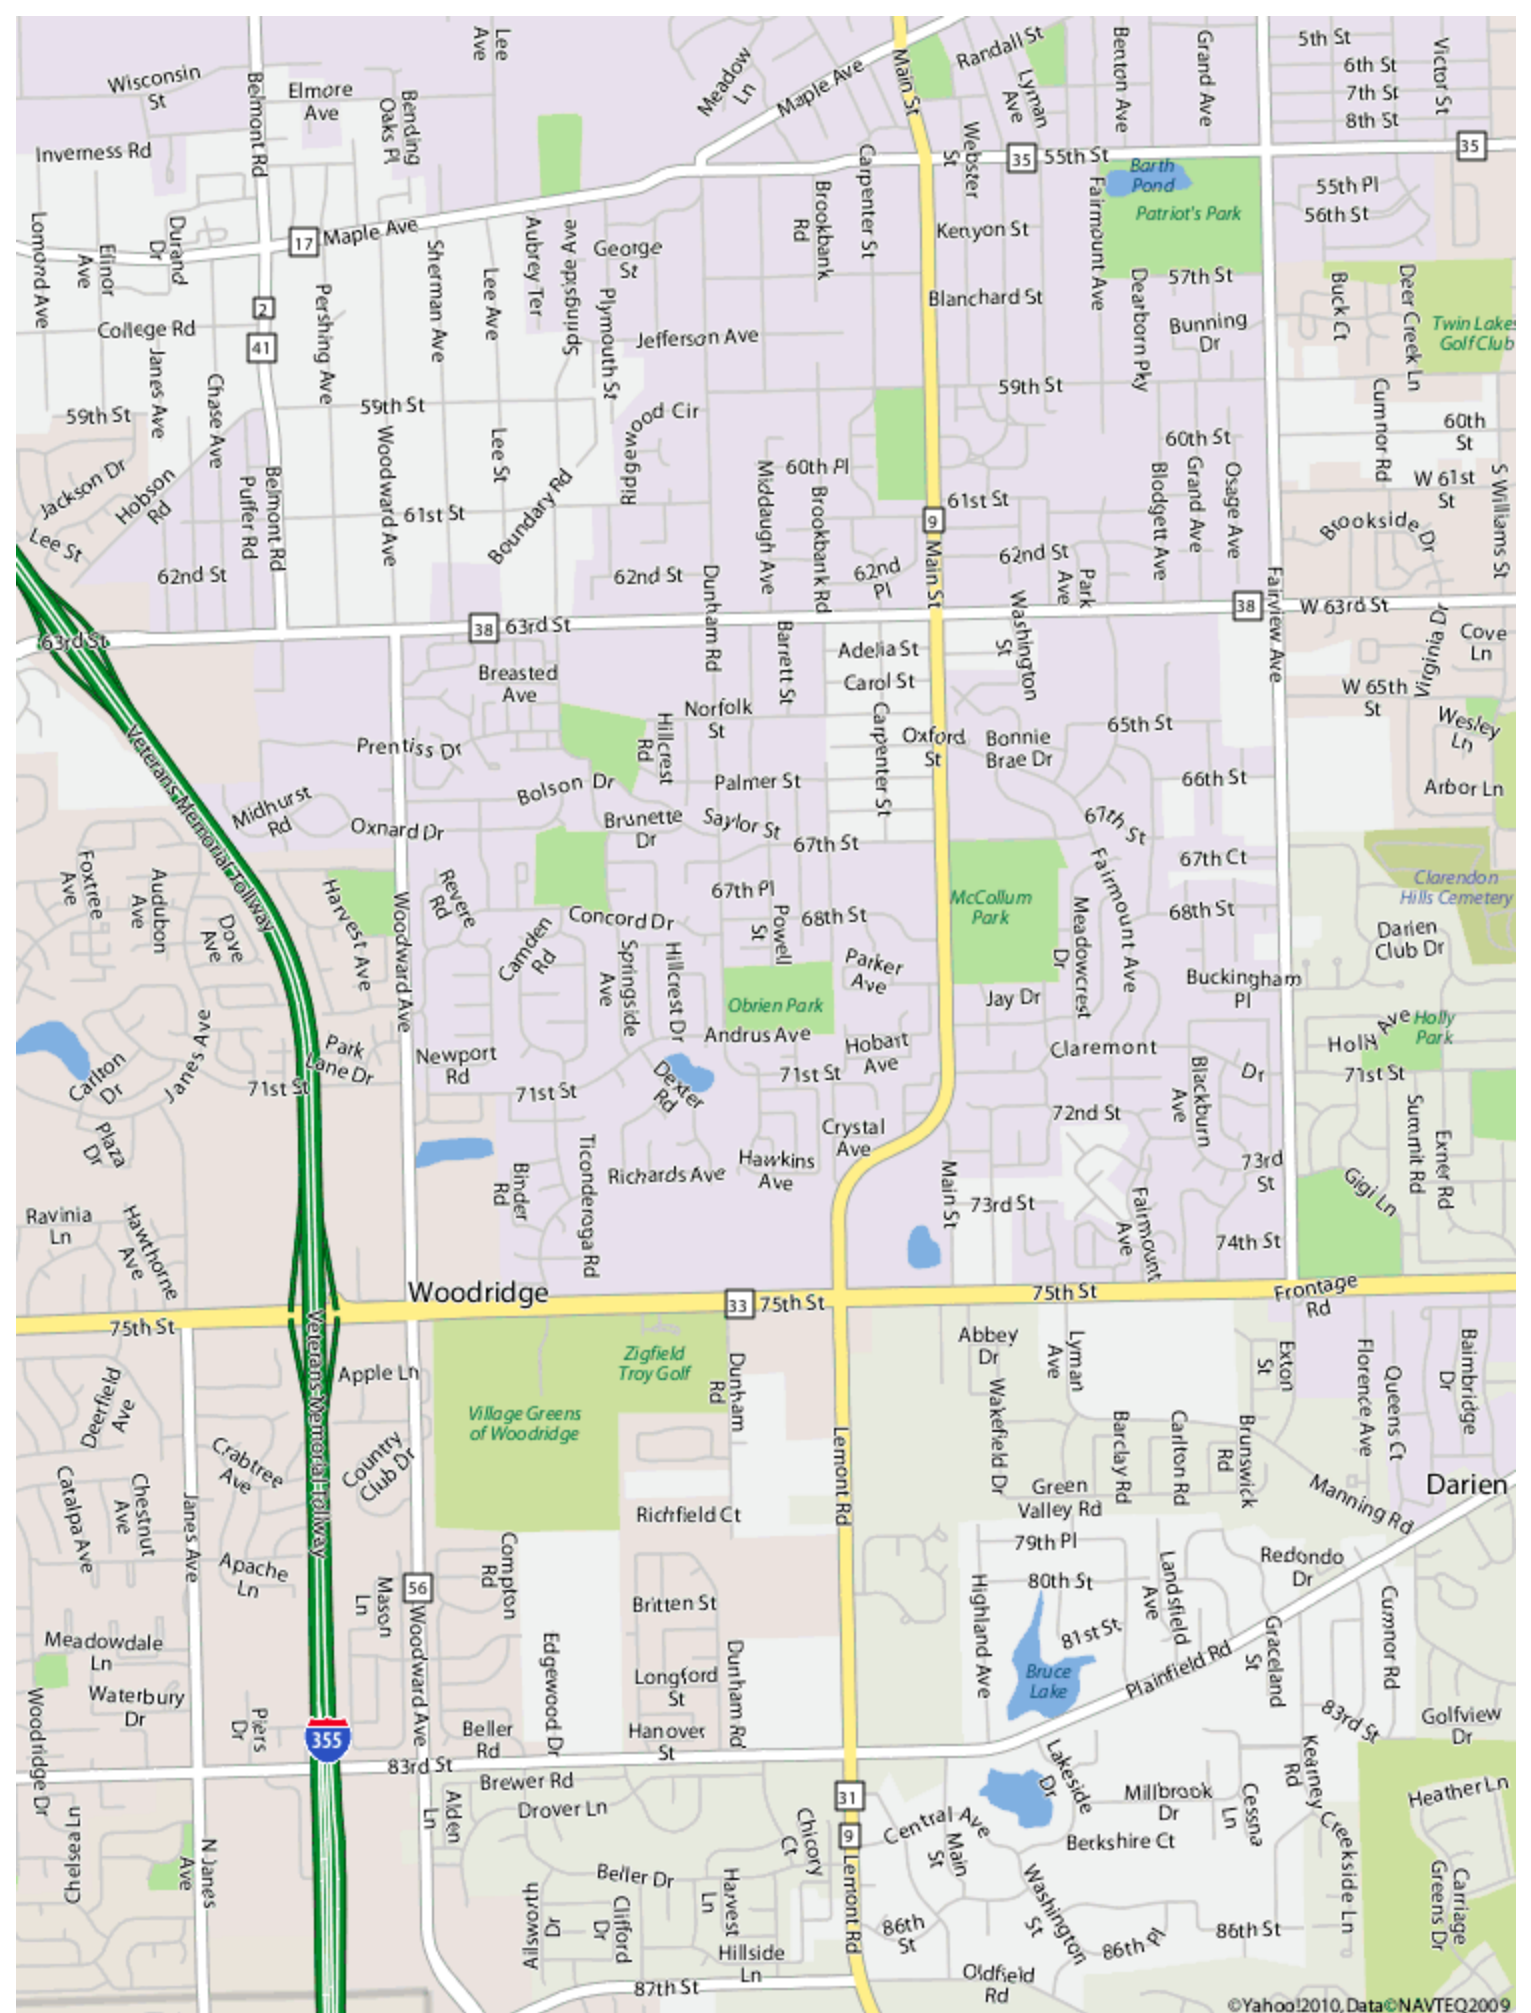 Lee
Ave
Wisconsin
St
Belmont Rd
Elmore
Ave
Bending
Oaks Pl
Meadow
Ln
Maple Ave
Main St
Randall St
Lyman
Ave
Benton Ave
Grand Ave
5th St
6th St
7th St
8th St
Victor St
Inverness Rd
Webster
St
35
55th St
35
Carpenter St
Barth
Pond
Patriot's Park
55th Pl
56th St
Lomond Ave
Elinor
Ave
Durand
Dr
17
Maple Ave
Sherman Ave
Lee Ave
Aubrey Ter
Springside Ave
George
St
Plymouth St
Brookbank
Rd
Kenyon St
Fairmount Ave
57th St
Dearborn Pky
Blanchard St
Bunning
Dr
Buck Ct
Deer Creek Ln
Twin Lakes
Golf Club
2
41
Pershing Ave
College Rd
Janes Ave
Chase Ave
Jefferson Ave
59th St
59th St
59th St
Cumnor Rd
60th
St
Woodward Ave
Lee St
Ridgewood Cir
60th Pl
60th St
Jackson Dr
Hobson
Rd
Puffer Rd
Belmont Rd
61st St
Boundary Rd
Middaugh Ave
Brookbank Rd
61st St
9
Main St
Blodgett Ave
Grand Ave
Osage Ave
W 61st
St
Brookside Dr
S Williams St
Lee St
62nd St
62nd St
Dunham Rd
62nd
Pl
62nd St
Park
Ave
Fairview Ave
63rd St
38
63rd St
38
W 63rd St
Virginia Dr
Cove
Ln
Breasted
Ave
Barrett St
Adelia St
Carol St
Washington
St
W 65th
St
Wesley
Ln
Norfolk
St
Hillcrest
Rd
Carpenter St
Oxford
St
Bonnie
Brae Dr
65th St
Veterans Memorial Tollway
Prentiss Dr
Bolson Dr
Palmer St
66th St
Arbor Ln
Midhurst
Rd
Oxnard Dr
Brunette
Dr
Saylor St
67th St
67th St
67th Ct
Foxtree
Ave
Audubon
Ave
Dove
Ave
Harvest Ave
Woodward Ave
Revere
Rd
67th Pl
McCollum
Park
Fairmount Ave
Clarendon
Hills Cemetery
Camden
Rd
Concord Dr
Powell
St
68th St
Meadowcrest
Dr
68th St
Darien
Club Dr
Springside
Ave
Hillcrest Dr
Parker
Ave
Buckingham
Pl
Obrien Park
Jay Dr
Janes Ave
Andrus Ave
Hobart
Ave
Claremont
Dr
Holly Ave
Holly
Park
Carlton
Dr
71st St
Park
Lane Dr
Newport
Rd
71st St
Dexter
Rd
71st St
71st St
Blackburn
Ave
72nd St
Summit Rd
Exner Rd
Plaza
Dr
Crystal
Ave
Ticonderoga Rd
Richards Ave
Hawkins
Ave
Binder
Rd
Main St
73rd St
73rd
St
Gigi Ln
Ravinia
Ln
Hawthorne
Ave
Fairmount
Ave
74th St
Woodridge
33
75th St
75th St
Frontage
Rd
75th St
Veterans Memorial Tollway
Apple Ln
Zigfield
Troy Golf
Dunham
Rd
Abbey
Dr
Lyman
Ave
Exton
St
Florence Ave
Queens Ct
Baimbridge
Dr
Deerfield
Ave
Village Greens
of Woodridge
Wakefield Dr
Barclay Rd
Carlton Rd
Brunswick
Rd
Crabtree
Ave
Country
Club Dr
Lemont Rd
Green
Valley Rd
Manning Rd
Darien
Catalpa Ave
Chestnut
Ave
Janes Ave
Richfield Ct
79th Pl
Redondo
Dr
Apache
Ln
Mason
Ln
56
Compton
Rd
80th St
Landsfield
Ave
Cumnor Rd
Britten St
Highland Ave
81st St
Graceland
St
Meadowdale
Ln
Woodward Ave
Edgewood Dr
Longford
St
Dunham Rd
Bruce
Lake
Plainfield Rd
Waterbury
Dr
Woodridge Dr
Piers
Dr
355
Beller
Rd
Hanover
St
83rd St
Golfview
Dr
83rd St
Brewer Rd
Drover Ln
31
Lakeside
Dr
Millbrook
Dr
Cessna
Ln
Kearney
Rd
Heather Ln
Chelsea Ln
N Janes
Ave
Alden
Ln
Chicory
Ct
9
Central Ave
Main
St
Berkshire Ct
Creekside Ln
Carriage
Greens Dr
Beller Dr
Ailsworth
Dr
Clifford
Dr
Harvest
Ln
Lemont Rd
86th
St
Washington
St
86th Pl
86th St
Hillside
Ln
87th St
Oldfield
Rd
©Yahoo!2010, Data©NAVTEQ2009